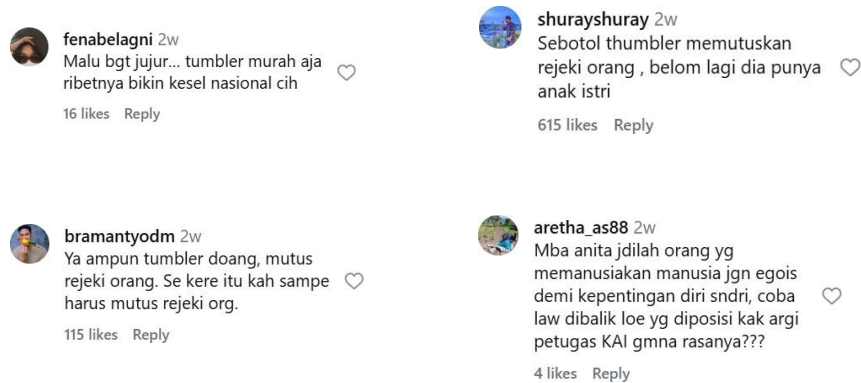 fenabelagni 2w
Malu bgt jujur... tumbler murah aja
ribetnya bikin kesel nasional cih
16 likes Reply
shurayshuray 2w
Sebotol thumbler memutuskan
rejeki orang , belom lagi dia punya
anak istri
615 likes Reply
bramantyodm 2w
Ya ampun tumbler doang, mutus
rejeki orang. Se kere itu kah sampe
harus mutus rejeki org.
115 likes Reply
aretha_as88 2w
Mba anita jdilah orang yg
memanusiakan manusia jgn egois
demi kepentingan diri sndri, coba
law dibalik loe yg diposisi kak argi
petugas KAI gmna rasanya???
4 likes Reply